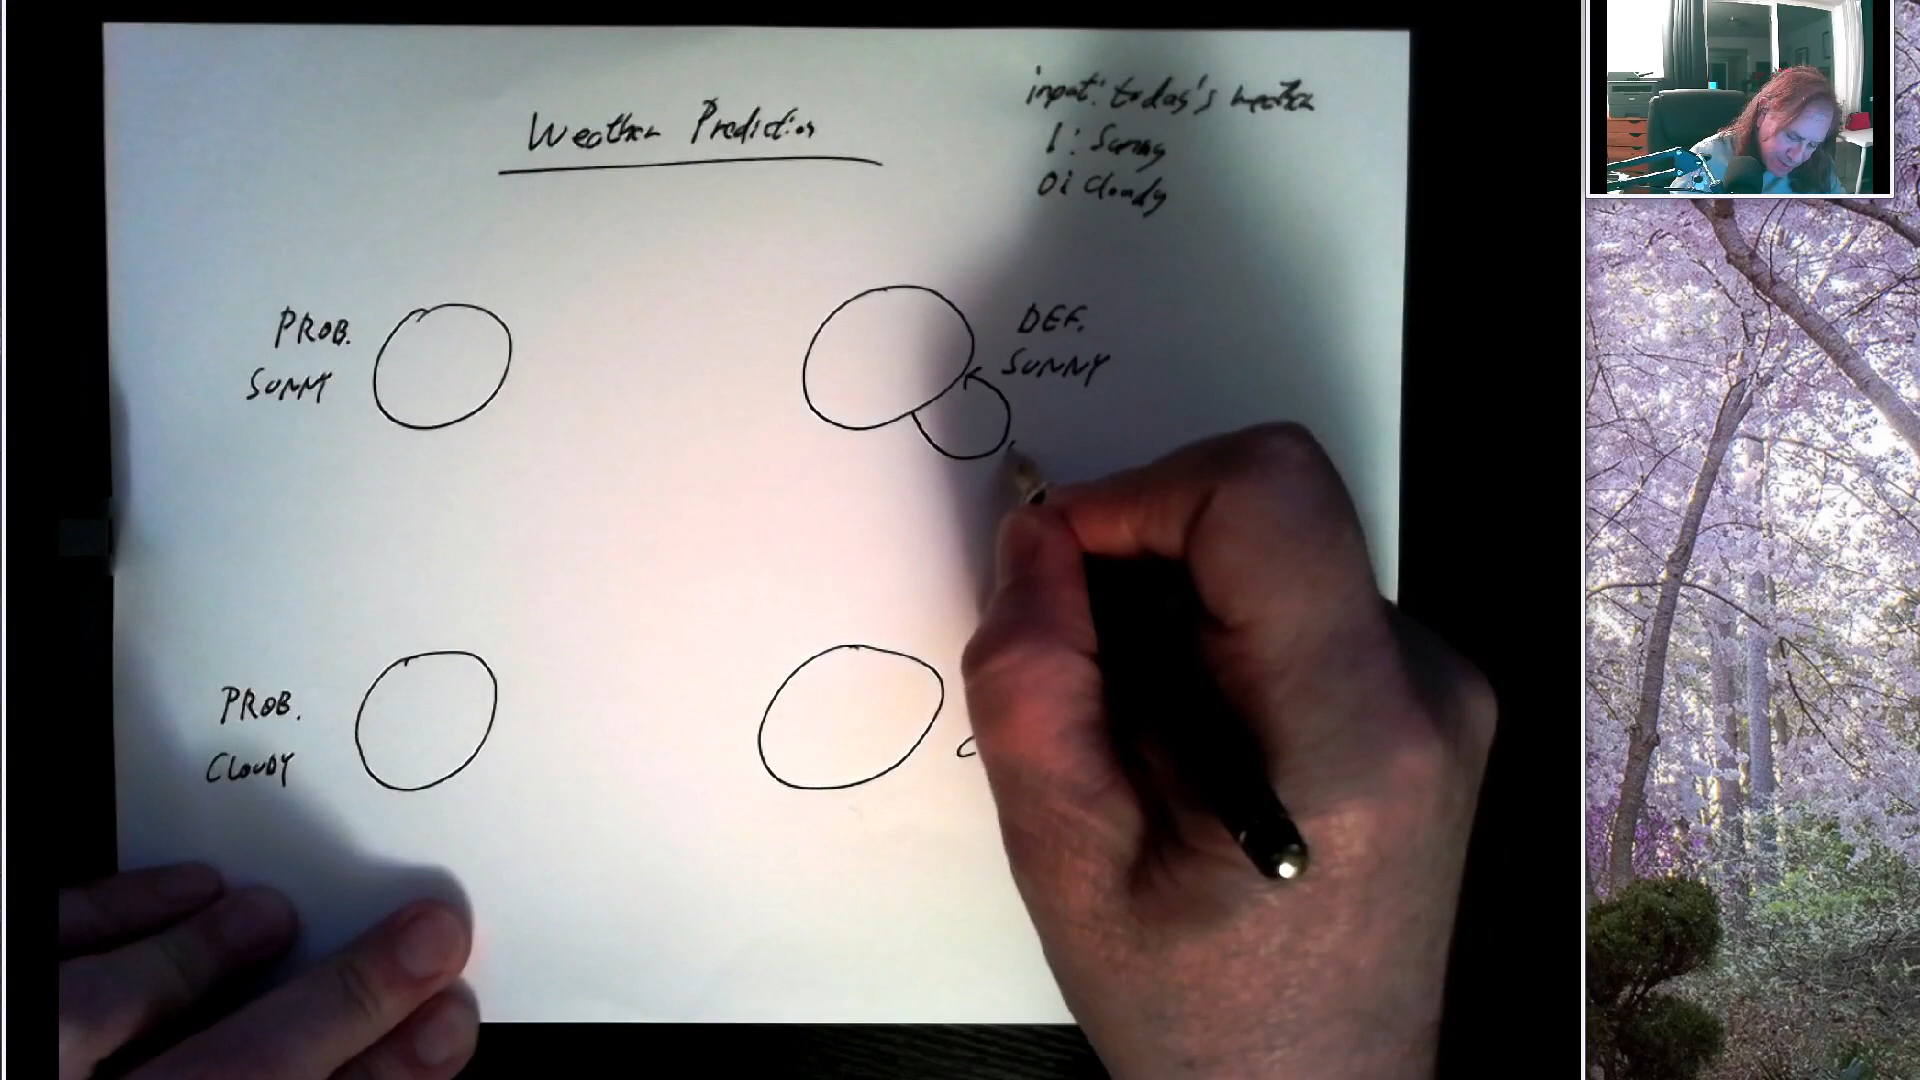 Weather Prediction
input: today's weather
1: Sunny
0: Cloudy
PROB.
SUNNY
DEF.
SUNNY
PROB.
CLOUDY
C